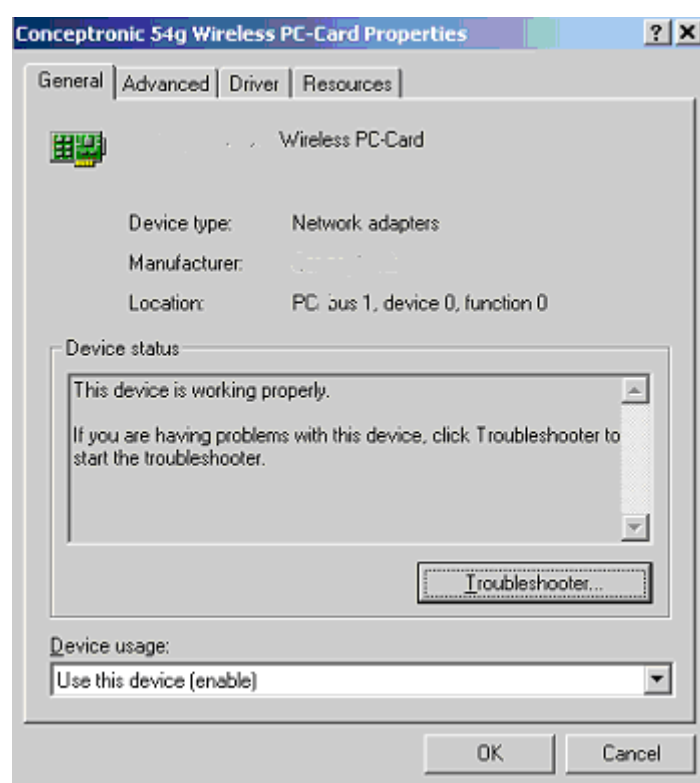 Conceptronic 54g Wireless PC-Card Properties
General Advanced Driver Resources
Wireless PC-Card
Device type: Network adapters
Manufacturer:
Location: PCI bus 1, device 0, function 0
Device status
This device is working properly.
If you are having problems with this device, click Troubleshooter to
start the troubleshooter.
Troubleshooter...
Device usage:
Use this device (enable)
OK Cancel